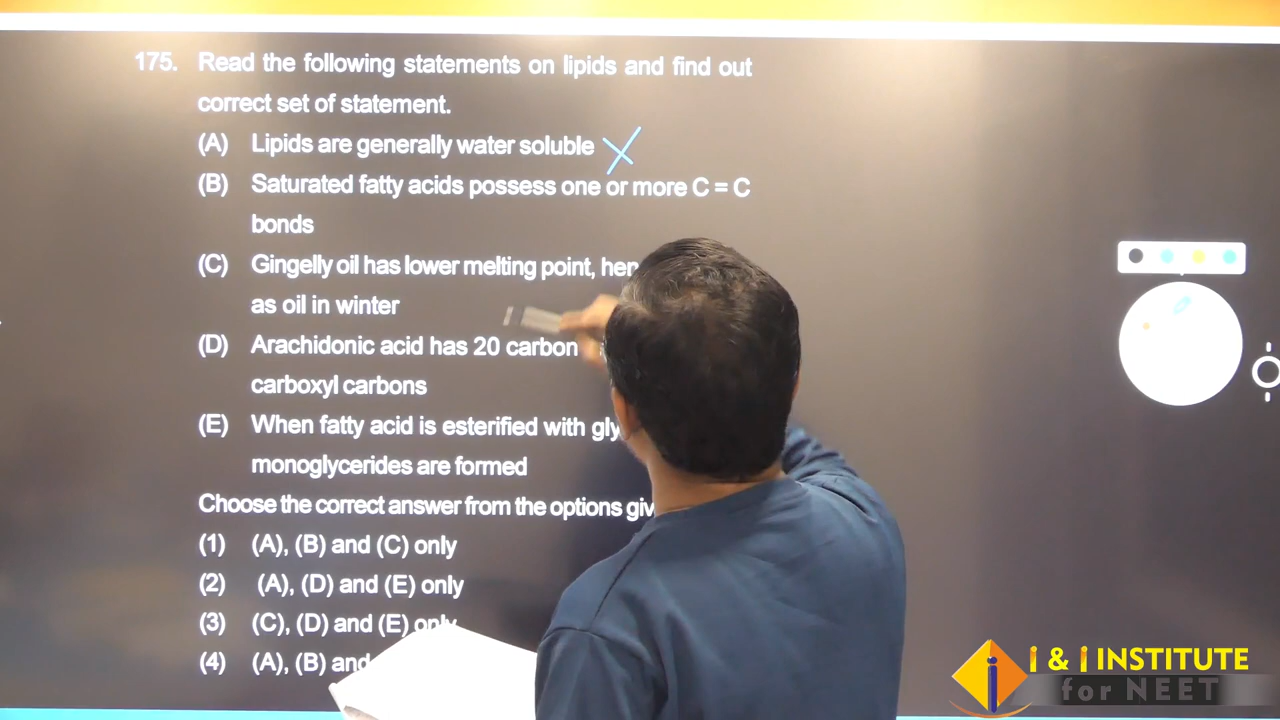 175. Read the following statements on lipids and find out
correct set of statement.
(A) Lipids are generally water soluble
(B) Saturated fatty acids possess one or more C = C
bonds
(C) Gingelly oil has lower melting point,
as oil in winter
(D) Arachidonic acid has 20 carbon
carboxyl carbons
(E) When fatty acid is esterified with
monoglycerides are formed
Choose the correct answer from the options
(1) (A), (B) and (C) only
(2) (A), (D) and (E) only
(3) (C), (D) and (E) only
(4) (A), (B) and
i & i INSTITUTE
for NEET